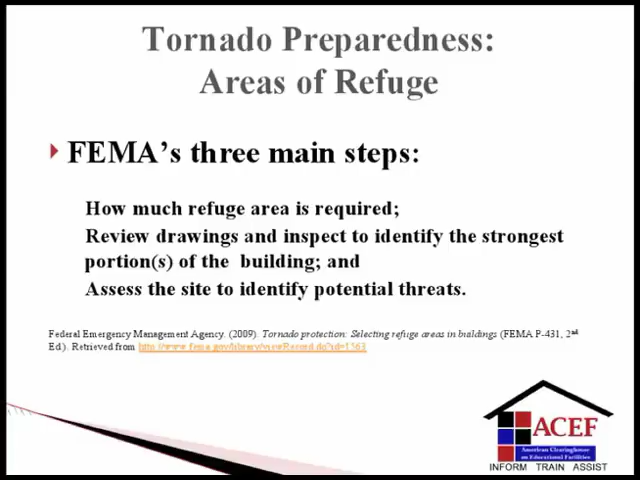 Tornado Preparedness:
Areas of Refuge
FEMA's three main steps:
How much refuge area is required;
Review drawings and inspect to identify the strongest
portion(s) of the building; and
Assess the site to identify potential threats.
Federal Emergency Management Agency. (2009) Tornado protection: Selecting refuge areas in buildings (FEMA P-431, 2nd
Ed.). Retrieved from http://www.fema.gov/library/viewRecord.do?id=1563
ACEF
American Clearinghouse
on Educational Facilities
INFORM TRAIN ASSIST